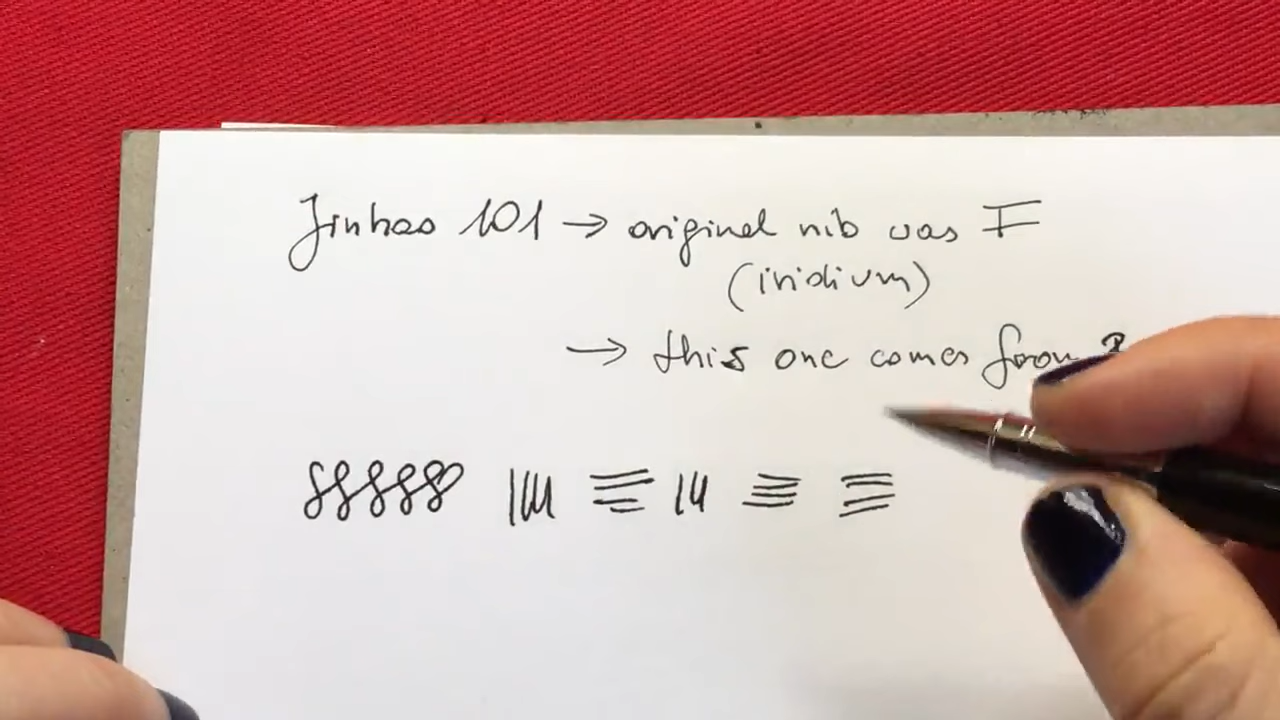 Jinhao 101 → original nib was F
(iridium)
→ this one comes from ?